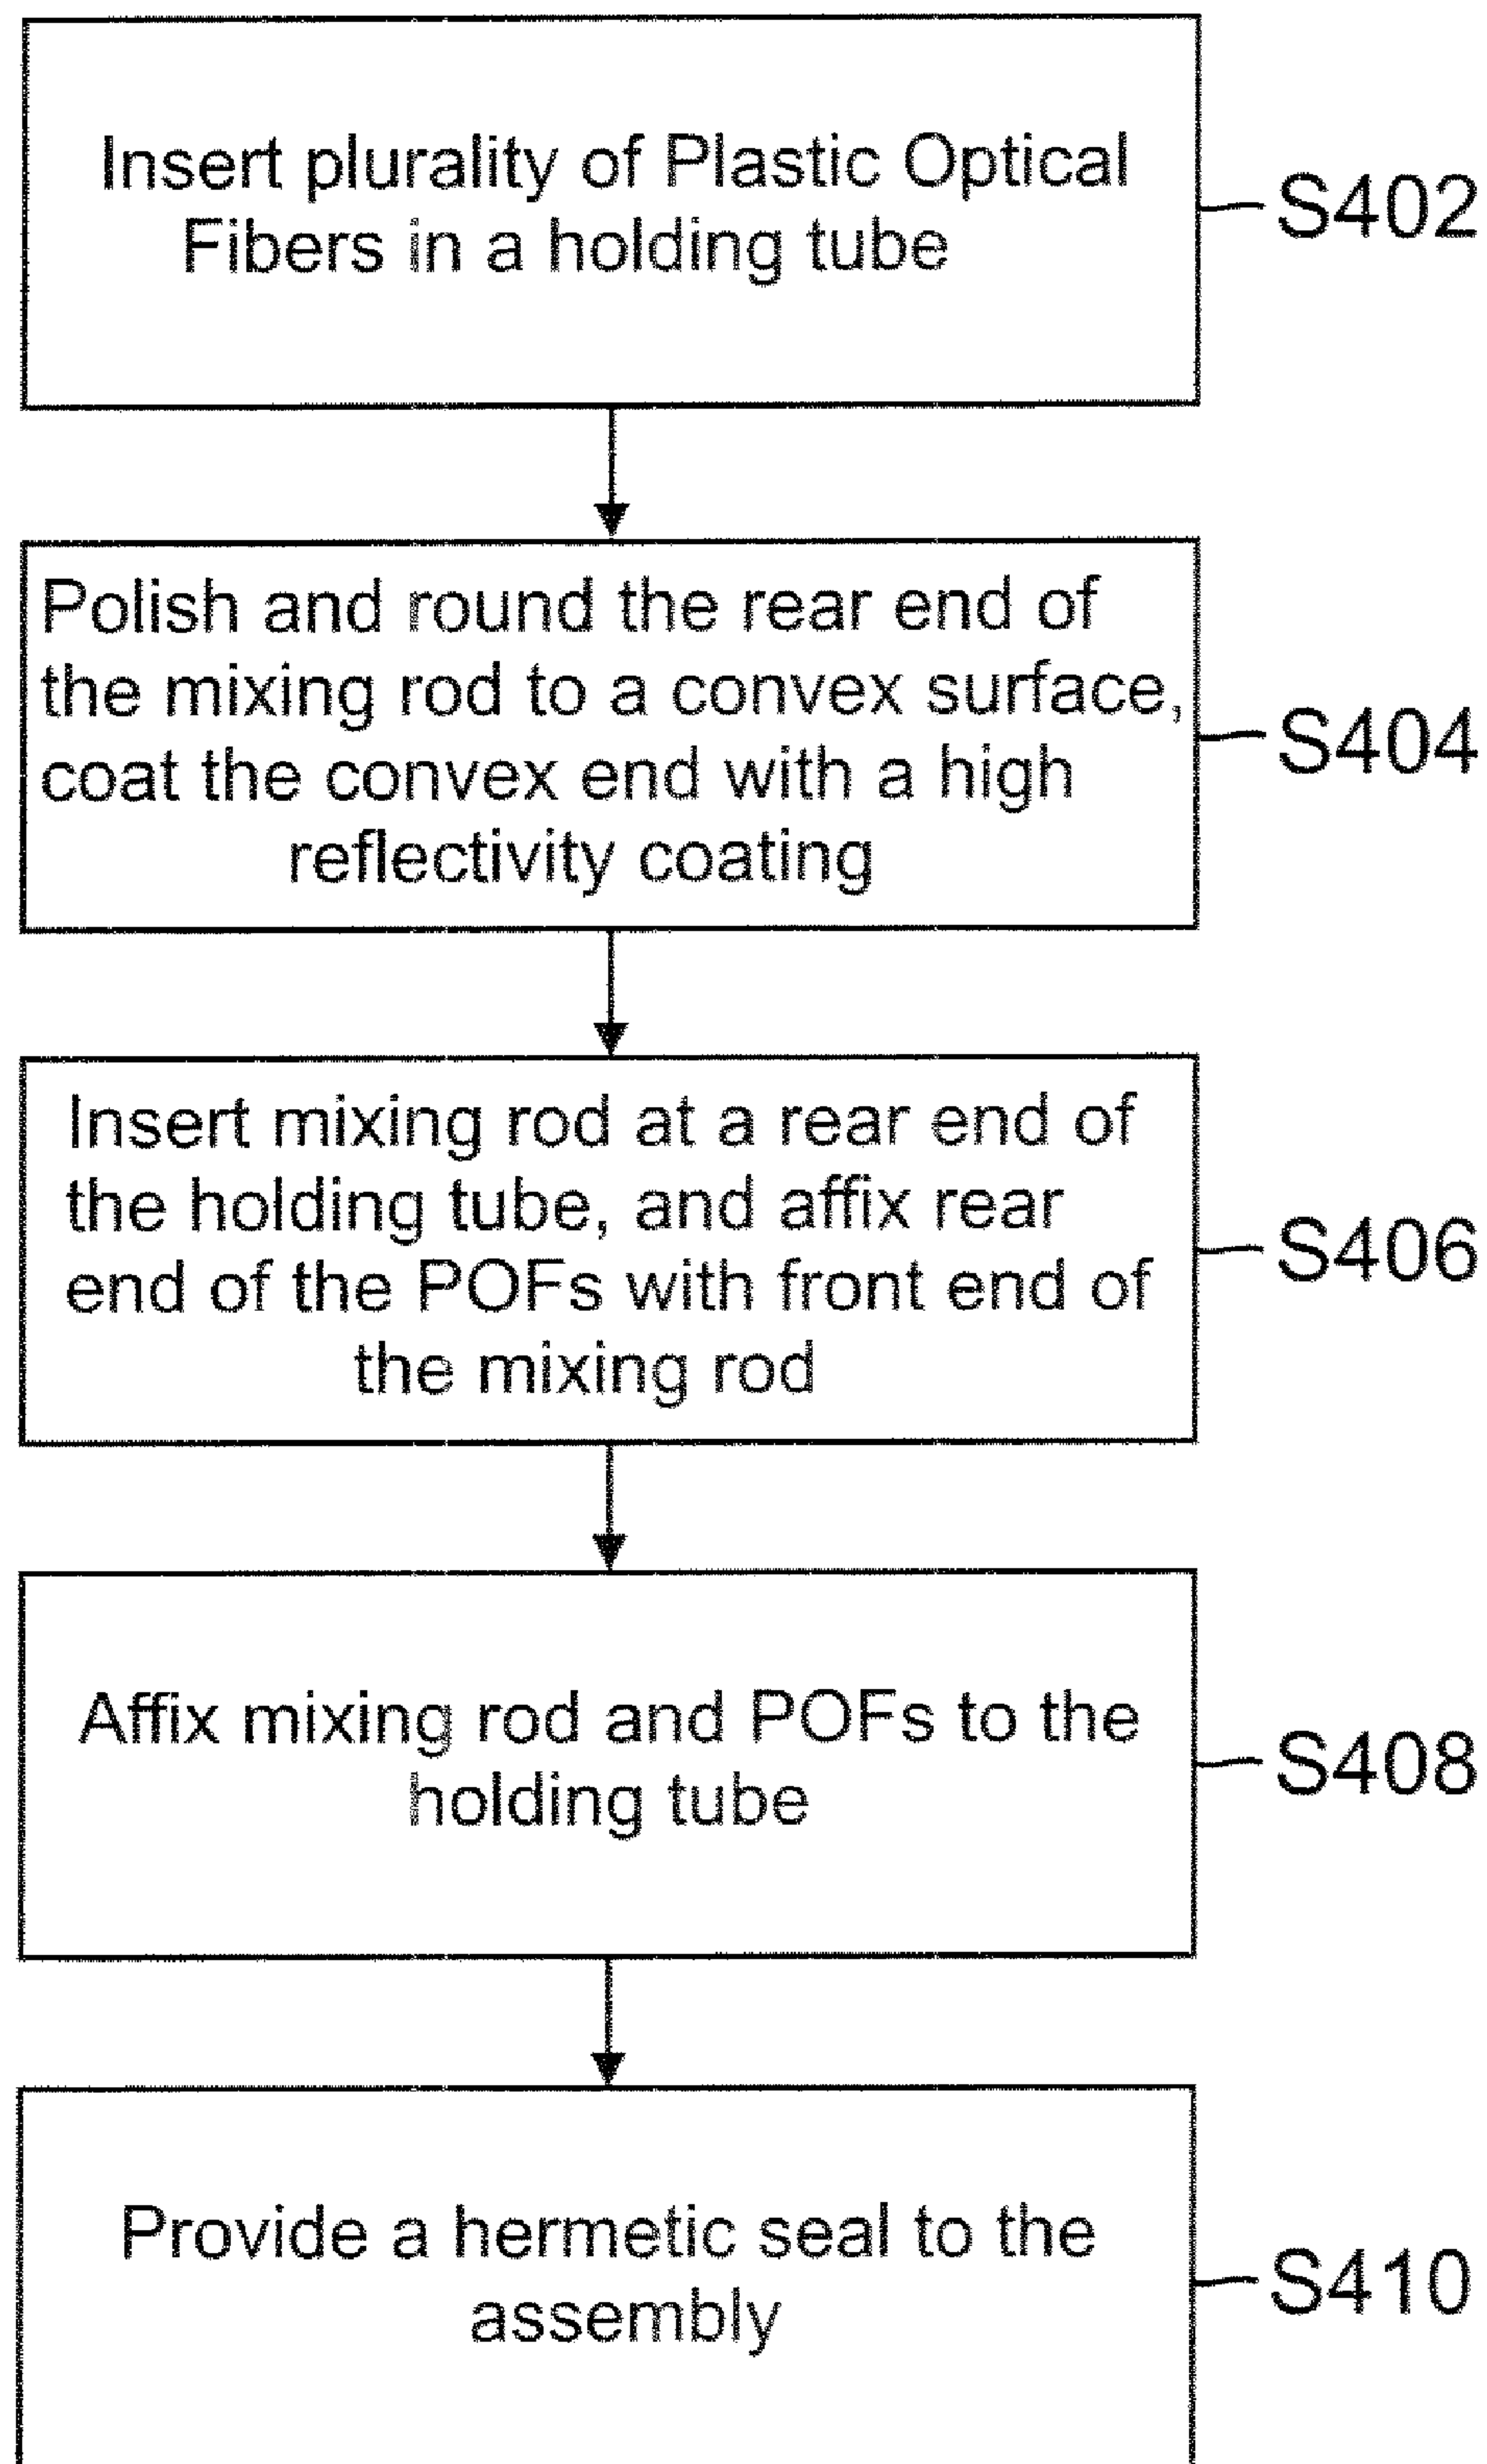 Insert plurality of Plastic Optical
Fibers in a holding tube
S402
Polish and round the rear end of
the mixing rod to a convex surface,
coat the convex end with a high
reflectivity coating
S404
Insert mixing rod at a rear end of
the holding tube, and affix rear
end of the POFs with front end of
the mixing rod
S406
Affix mixing rod and POFs to the
holding tube
S408
Provide a hermetic seal to the
assembly
S410